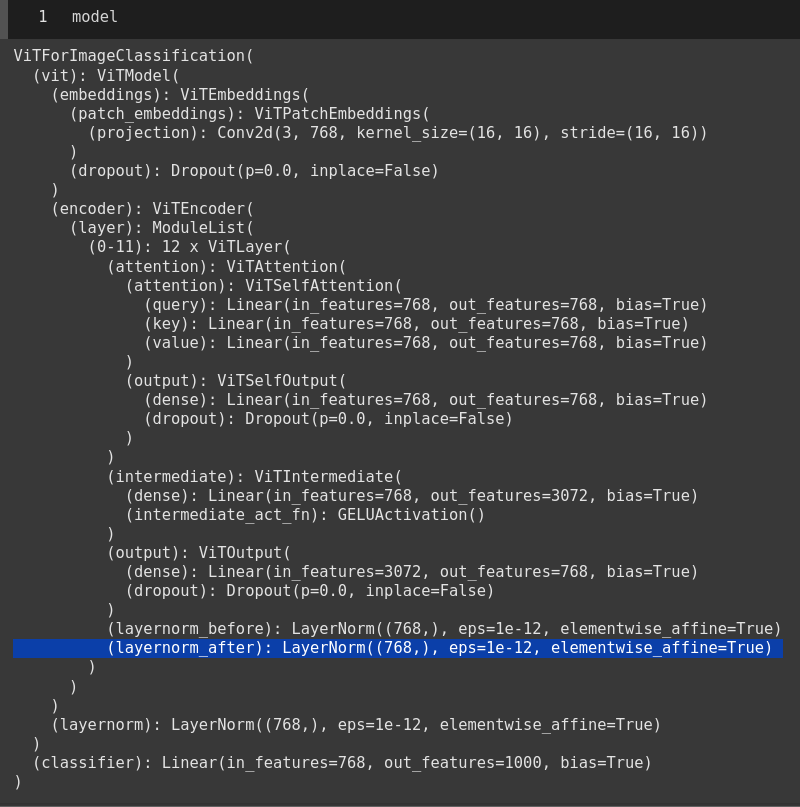 1 model
ViTForImageClassification(
  (vit): ViTModel(
    (embeddings): ViTEmbeddings(
      (patch_embeddings): ViTPatchEmbeddings(
        (projection): Conv2d(3, 768, kernel_size=(16, 16), stride=(16, 16))
      )
      (dropout): Dropout(p=0.0, inplace=False)
    )
    (encoder): ViTEncoder(
      (layer): ModuleList(
        (0-11): 12 x ViTLayer(
          (attention): ViTAttention(
            (attention): ViTSelfAttention(
              (query): Linear(in_features=768, out_features=768, bias=True)
              (key): Linear(in_features=768, out_features=768, bias=True)
              (value): Linear(in_features=768, out_features=768, bias=True)
            )
            (output): ViTSelfOutput(
              (dense): Linear(in_features=768, out_features=768, bias=True)
              (dropout): Dropout(p=0.0, inplace=False)
            )
          )
          (intermediate): ViTIntermediate(
            (dense): Linear(in_features=768, out_features=3072, bias=True)
            (intermediate_act_fn): GELUActivation()
          )
          (output): ViTOutput(
            (dense): Linear(in_features=3072, out_features=768, bias=True)
            (dropout): Dropout(p=0.0, inplace=False)
          )
          (layernorm_before): LayerNorm((768,), eps=1e-12, elementwise_affine=True)
          (layernorm_after): LayerNorm((768,), eps=1e-12, elementwise_affine=True)
        )
      )
    )
    (layernorm): LayerNorm((768,), eps=1e-12, elementwise_affine=True)
  )
  (classifier): Linear(in_features=768, out_features=1000, bias=True)
)